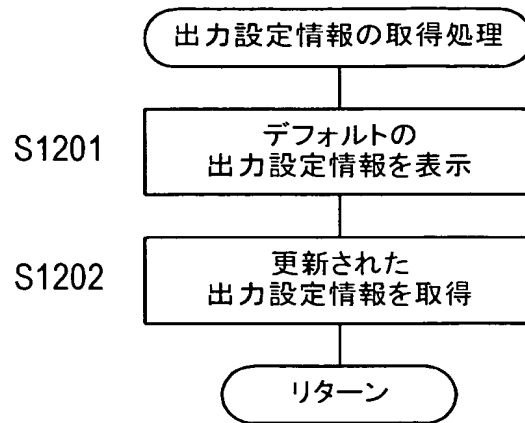 出力設定情報の取得処理
S1201
デフォルトの
出力設定情報を表示
S1202
更新された
出力設定情報を取得
リターン